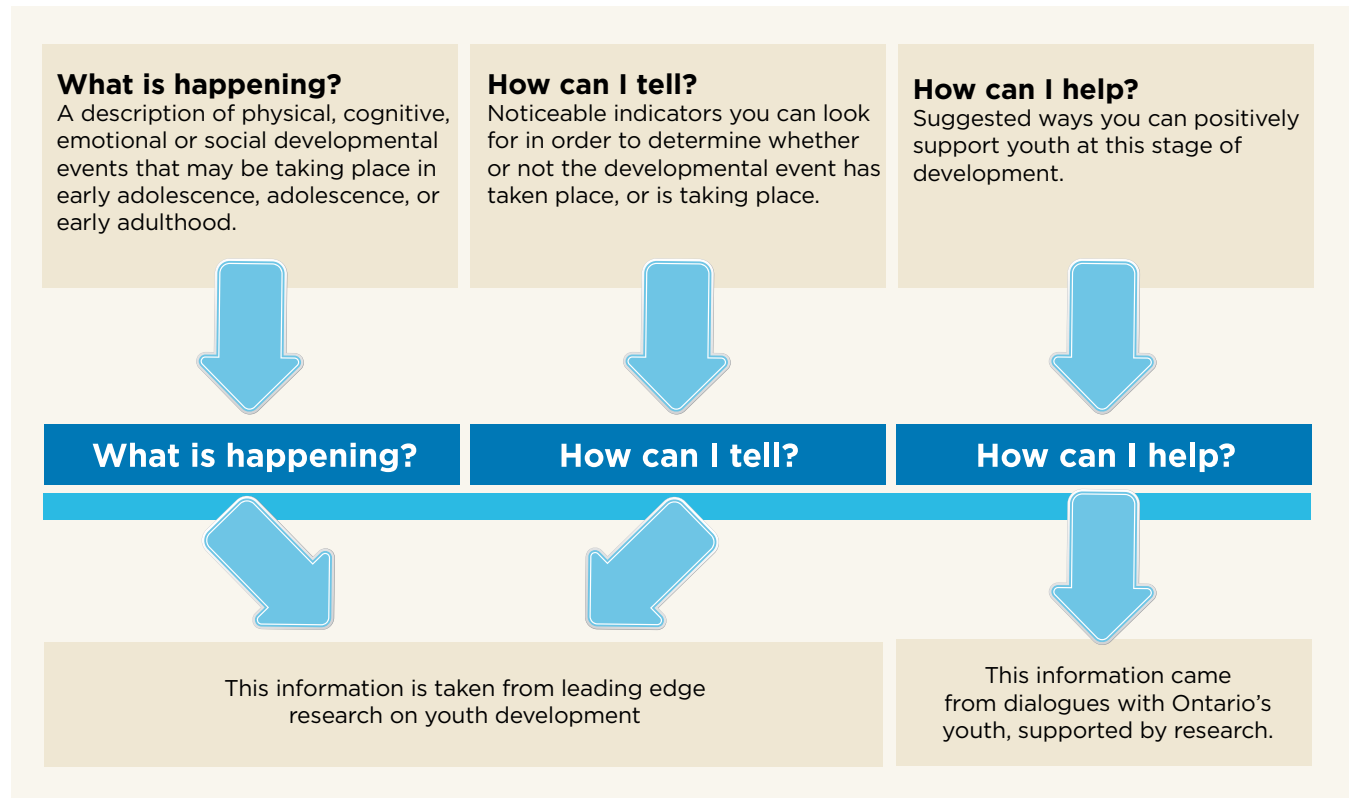 What is happening?
A description of physical, cognitive,
emotional or social developmental
events that may be taking place in
early adolescence, adolescence, or
early adulthood.
How can I tell?
Noticeable indicators you can look
for in order to determine whether
or not the developmental event has
taken place, or is taking place.
How can I help?
Suggested ways you can positively
support youth at this stage of
development.
What is happening?
How can I tell?
How can I help?
This information is taken from leading edge
research on youth development
This information came
from dialogues with Ontario’s
youth, supported by research.